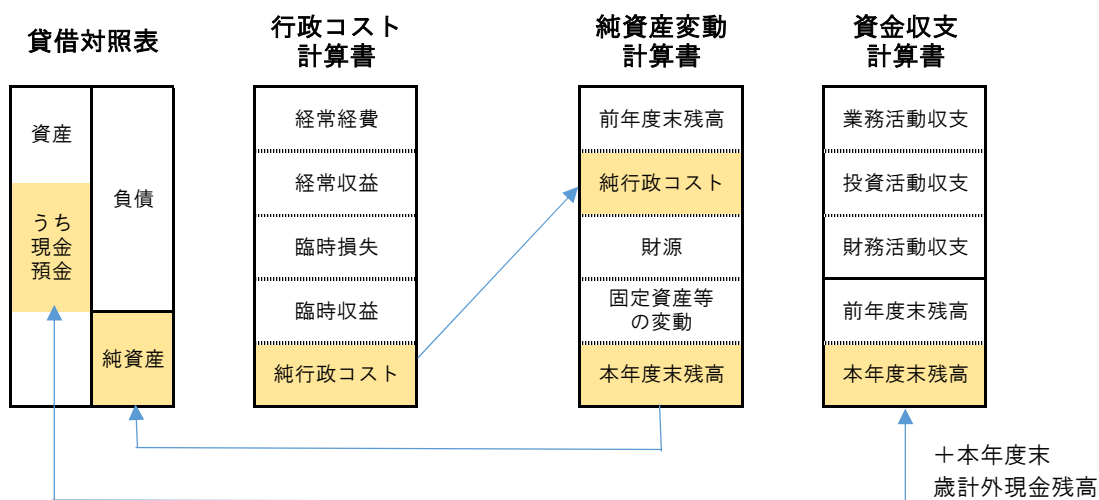 貸借対照表
資産
うち
現金
預金
負債
純資産
行政コスト
計算書
経常経費
経常収益
臨時損失
臨時収益
純行政コスト
純資産変動
計算書
前年度末残高
純行政コスト
財源
固定資産等
の変動
本年度末残高
資金収支
計算書
業務活動収支
投資活動収支
財務活動収支
前年度末残高
本年度末残高
＋本年度末
歳計外現金残高